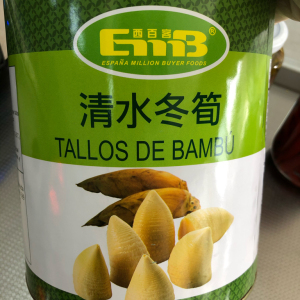 西百客
EMB®
ESPAÑA MILLION BUYER FOODS
清水冬筍
TALLOS DE BAMBÚ